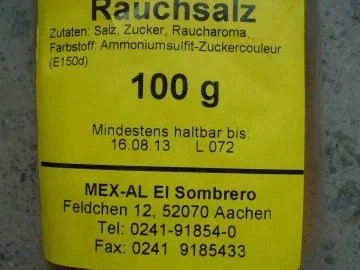 Rauchsalz
Zutaten: Salz, Zucker, Raucharoma,
Farbstoff: Ammoniumsulfit-Zuckercouleur
(E150d)
100 g
Mindestens haltbar bis:
16.08.13 L 072
MEX-AL El Sombrero
Feldchen 12, 52070 Aachen
Tel: 0241-91854-0
Fax: 0241 9185433